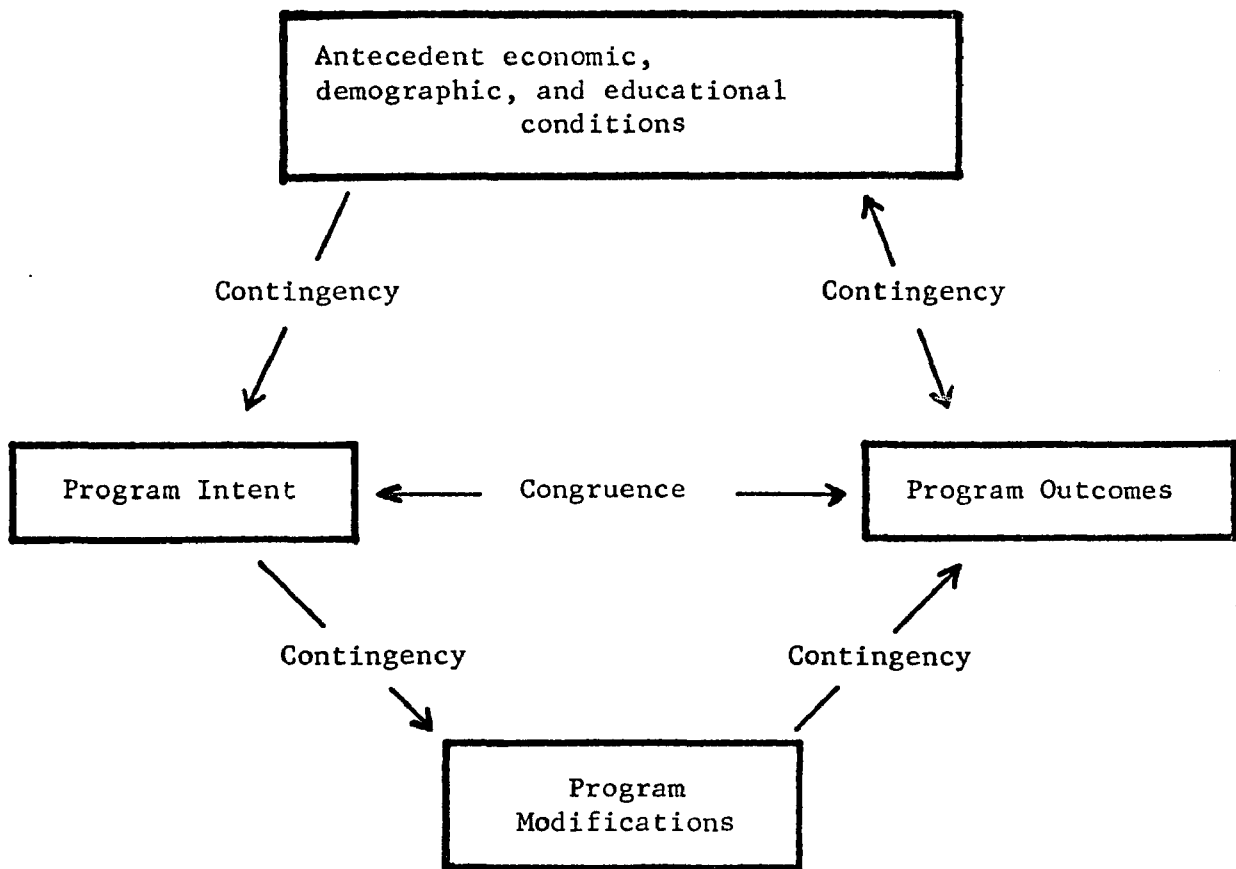 Antecedent economic,
demographic, and educational
conditions
Contingency
Contingency
Program Intent
Congruence
Program Outcomes
Contingency
Contingency
Program
Modifications